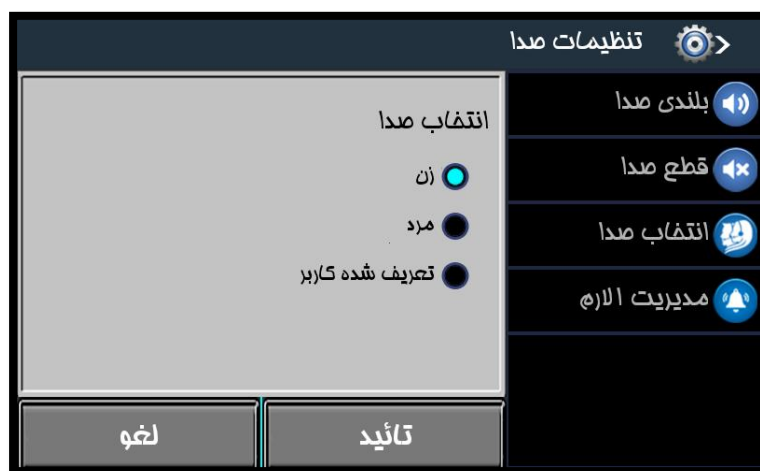 تنظیمات صدا
بلندی صدا
قطع صدا
انتخاب صدا
مدیریت الارم
انتخاب صدا
زن
مرد
تعریف شده کاربر
تائید
لغو